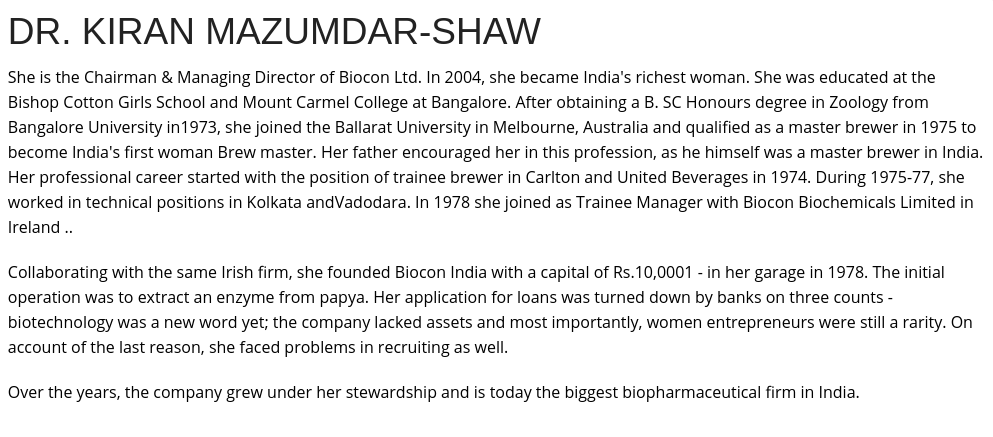 DR. KIRAN MAZUMDAR-SHAW
She is the Chairman & Managing Director of Biocon Ltd. In 2004, she became India's richest woman. She was educated at the
Bishop Cotton Girls School and Mount Carmel College at Bangalore. After obtaining a B. SC Honours degree in Zoology from
Bangalore University in1973, she joined the Ballarat University in Melbourne, Australia and qualified as a master brewer in 1975 to
become India's first woman Brew master. Her father encouraged her in this profession, as he himself was a master brewer in India.
Her professional career started with the position of trainee brewer in Carlton and United Beverages in 1974. During 1975-77, she
worked in technical positions in Kolkata andVadodara. In 1978 she joined as Trainee Manager with Biocon Biochemicals Limited in
Ireland ..
Collaborating with the same Irish firm, she founded Biocon India with a capital of Rs.10,0001 - in her garage in 1978. The initial
operation was to extract an enzyme from papya. Her application for loans was turned down by banks on three counts -
biotechnology was a new word yet; the company lacked assets and most importantly, women entrepreneurs were still a rarity. On
account of the last reason, she faced problems in recruiting as well.
Over the years, the company grew under her stewardship and is today the biggest biopharmaceutical firm in India.